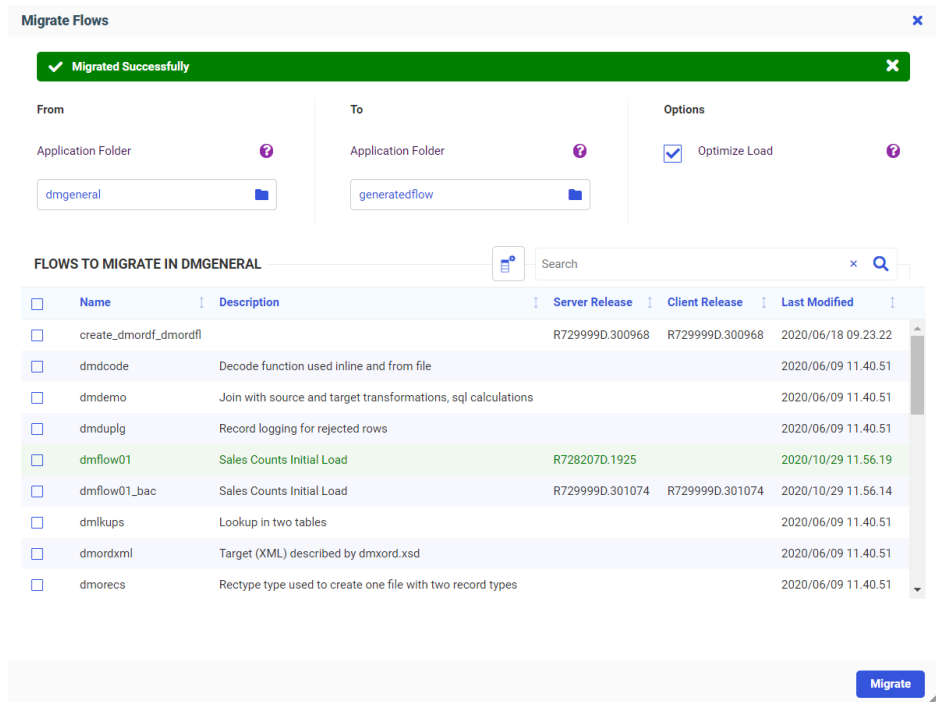 Migrate Flows
Migrated Successfully
From To Options
Application Folder Application Folder Optimize Load
dmgeneral generatedflow
FLOWS TO MIGRATE IN DMGENERAL Search
Name Description Server Release Client Release Last Modified
create_dmordf_dmordfl R729999D.300968 R729999D.300968 2020/06/18 09.23.22
dmdcode Decode function used inline and from file 2020/06/09 11.40.51
dmdemo Join with source and target transformations, sql calculations 2020/06/09 11.40.51
dmduplg Record logging for rejected rows 2020/06/09 11.40.51
dmflow01 Sales Counts Initial Load R728207D.1925 2020/10/29 11.56.19
dmflow01_bac Sales Counts Initial Load R729999D.301074 R729999D.301074 2020/10/29 11.56.14
dmlkups Lookup in two tables 2020/06/09 11.40.51
dmordxml Target (XML) described by dmxord.xsd 2020/06/09 11.40.51
dmorecs Rectype type used to create one file with two record types 2020/06/09 11.40.51
Migrate